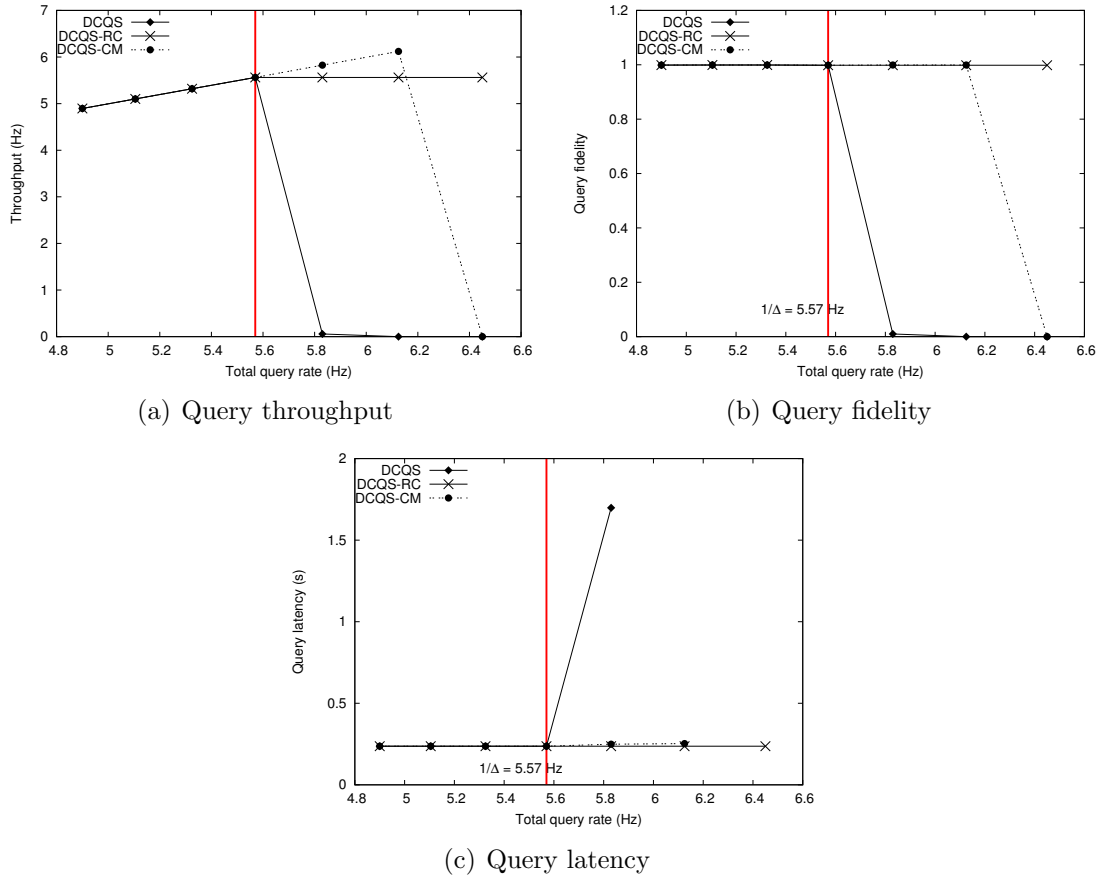 DCQS
DCQS-RC
DCQS-CM
7
6
5
4
3
2
1
0
Throughput (Hz)
4.8 5 5.2 5.4 5.6 5.8 6 6.2 6.4 6.6
Total query rate (Hz)
(a) Query throughput
DCQS
DCQS-RC
DCQS-CM
1.2
1
0.8
0.6
0.4
0.2
0
Query fidelity
1/Δ = 5.57 Hz
4.8 5 5.2 5.4 5.6 5.8 6 6.2 6.4 6.6
Total query rate (Hz)
(b) Query fidelity
DCQS
DCQS-RC
DCQS-CM
2
1.5
1
0.5
0
Query latency (s)
1/Δ = 5.57 Hz
4.8 5 5.2 5.4 5.6 5.8 6 6.2 6.4 6.6
Total query rate (Hz)
(c) Query latency